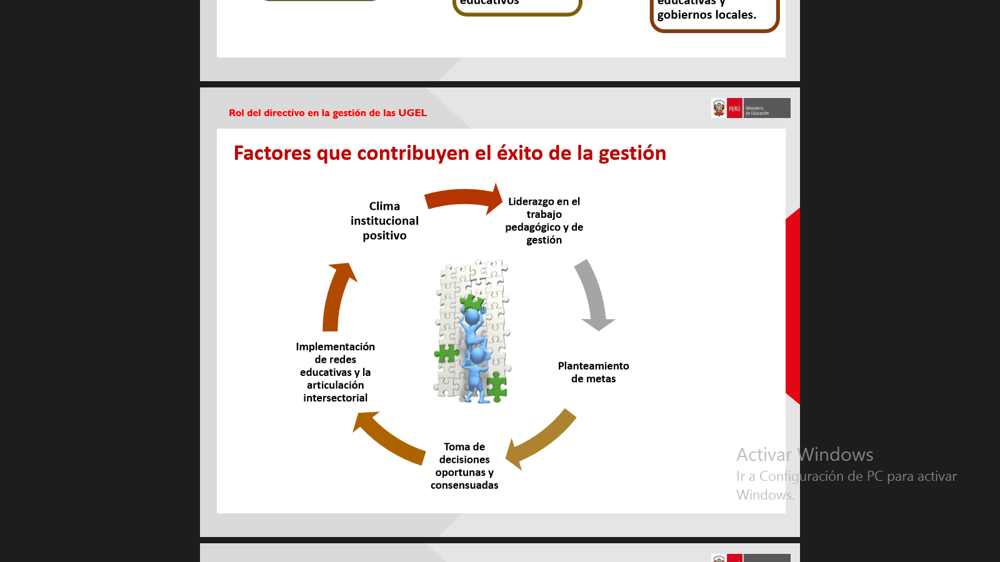 educativos
educativas y
gobiernos locales.
Rol del directivo en la gestión de las UGEL
PERÚ
Ministerio
de Educación
Factores que contribuyen el éxito de la gestión
Clima
institucional
positivo
Liderazgo en el
trabajo
pedagógico y de
gestión
Planteamiento
de metas
Toma de
decisiones
oportunas y
consensuadas
Implementación
de redes
educativas y la
articulación
intersectorial
Activar Windows
Ir a Configuración de PC para activar
Windows.